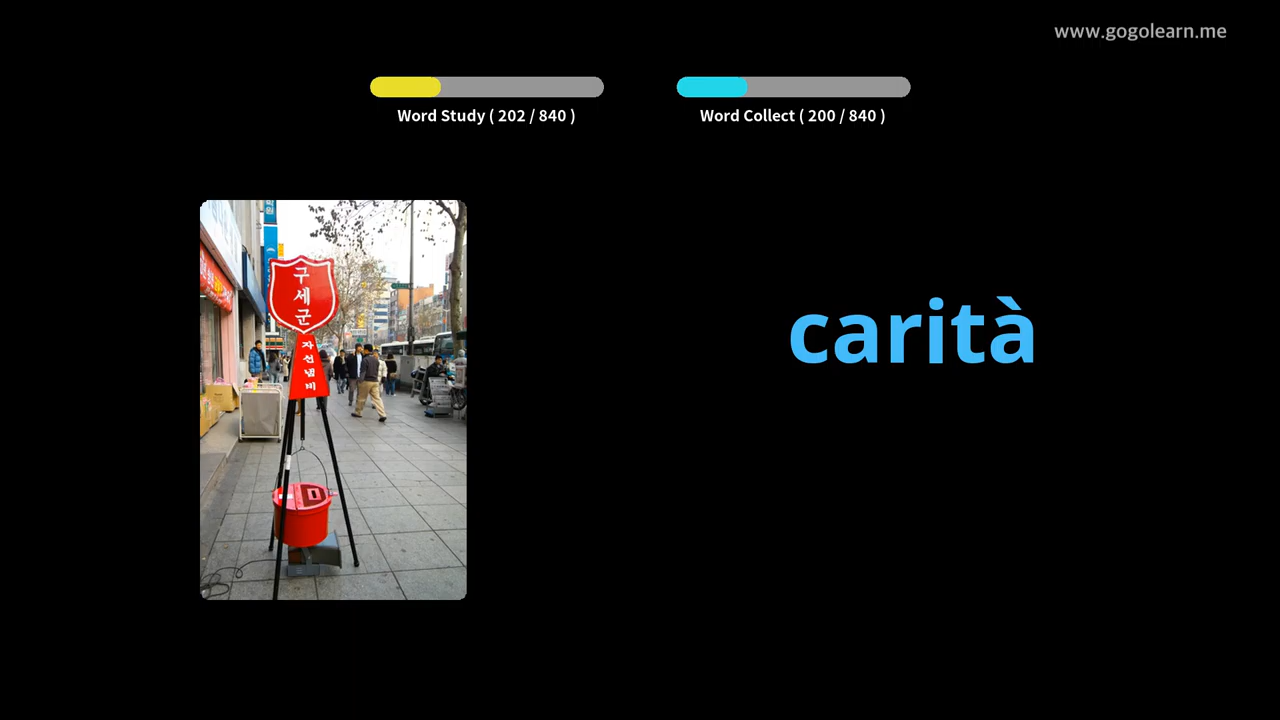 www.gogolearn.me
Word Study ( 202 / 840 )
Word Collect ( 200 / 840 )
구세군
자선냄비
carità